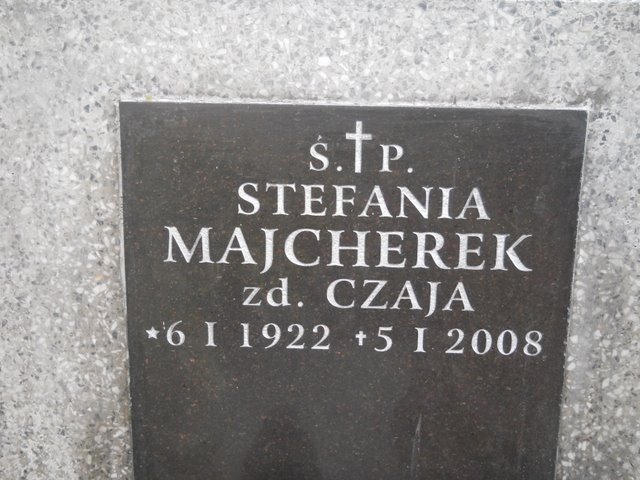 Ś.✝P.
STEFANIA
MAJCHEREK
zd. CZAJA
*6 I 1922 ✝5 I 2008